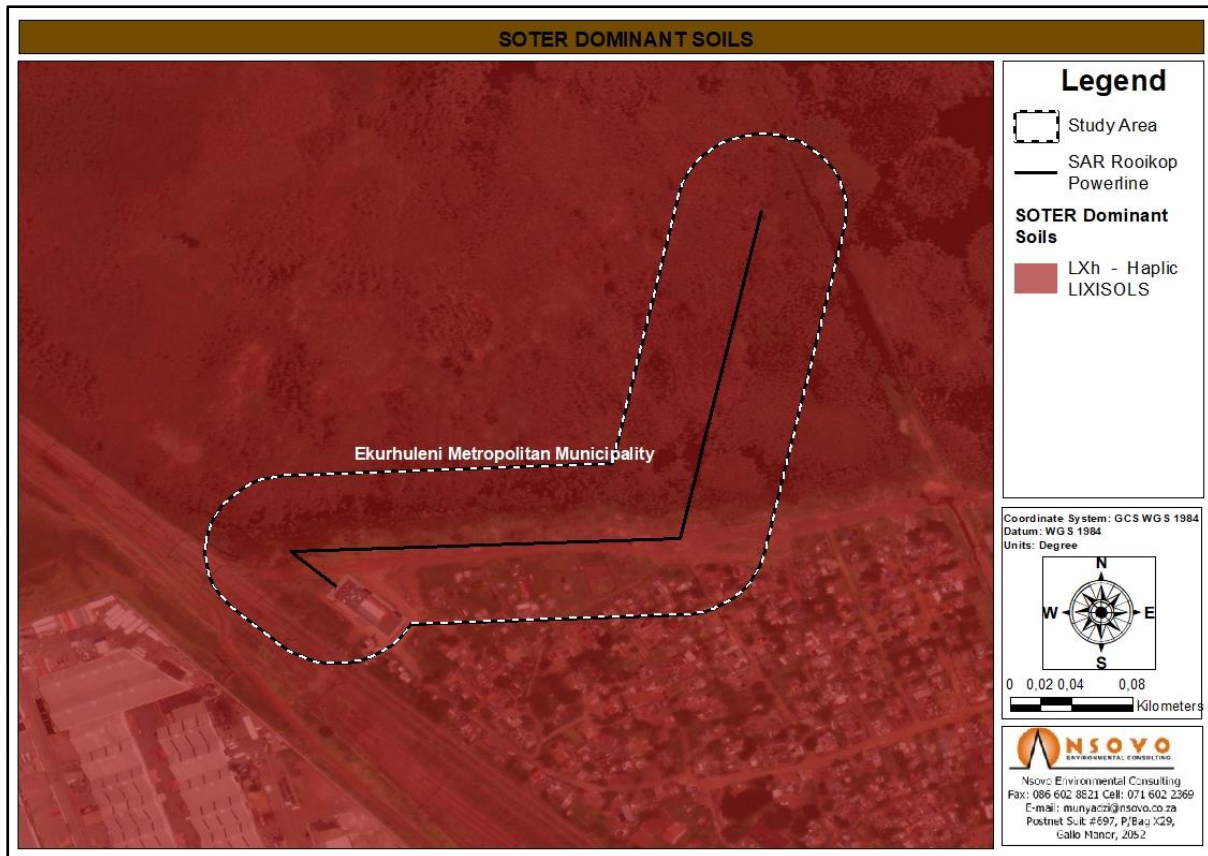 SOTER DOMINANT SOILS
Ekurhuleni Metropolitan Municipality
Legend
Study Area
SAR Rooikop
Powerline
SOTER Dominant
Soils
LXh - Haplic
LIXISOLS
Coordinate System: GCS WGS 1984
Datum: WGS 1984
Units: Degree
N
W E
S
0 0,02 0,04 0,08
Kilometers
NSOVO
ENVIRONMENTAL CONSULTING
Nsovo Environmental Consulting
Fax: 086 602 8821 Cell: 071 602 2369
E-mail: munyadzi@nsovo.co.za
Postnet Suit #697, P/Bag X29,
Gallo Manor, 2052